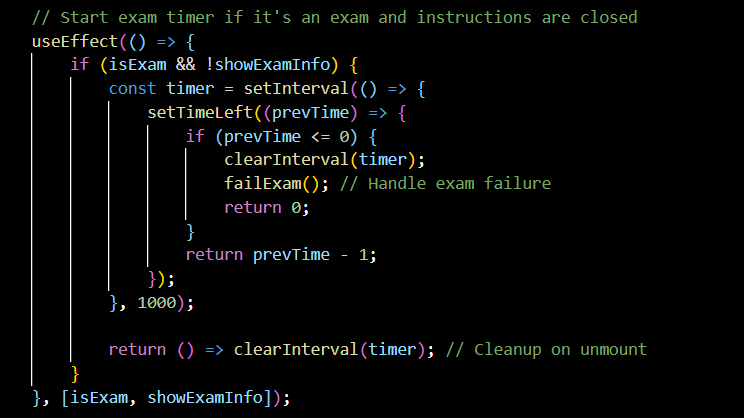 // Start exam timer if it's an exam and instructions are closed
useEffect(() => {
if (isExam && !showExamInfo) {
const timer = setInterval(() => {
setTimeLeft((prevTime) => {
if (prevTime <= 0) {
clearInterval(timer);
failExam(); // Handle exam failure
return 0;
}
return prevTime - 1;
});
}, 1000);
return () => clearInterval(timer); // Cleanup on unmount
}
}, [isExam, showExamInfo]);